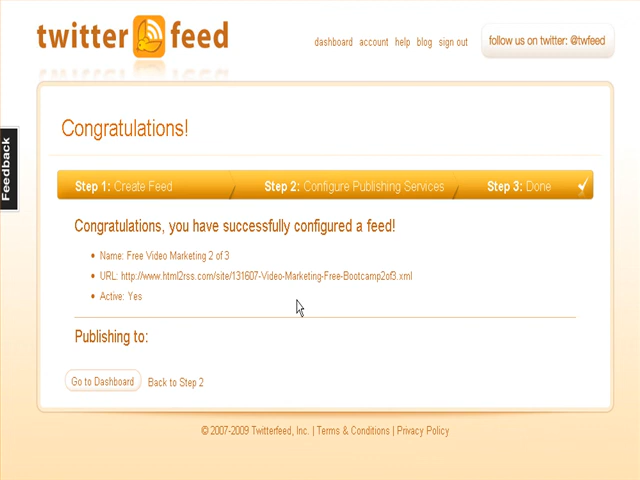 twitter feed
dashboard account help blog sign out
follow us on twitter: @twfeed
Feedback
Congratulations!
Step 1: Create Feed
Step 2: Configure Publishing Services
Step 3: Done
Congratulations, you have successfully configured a feed!
Name: Free Video Marketing 2 of 3
URL: http://www.html2rss.com/site/131607-Video-Marketing-Free-Bootcamp2of3.xml
Active: Yes
Publishing to:
Go to Dashboard
Back to Step 2
© 2007-2009 Twitterfeed, Inc. | Terms & Conditions | Privacy Policy